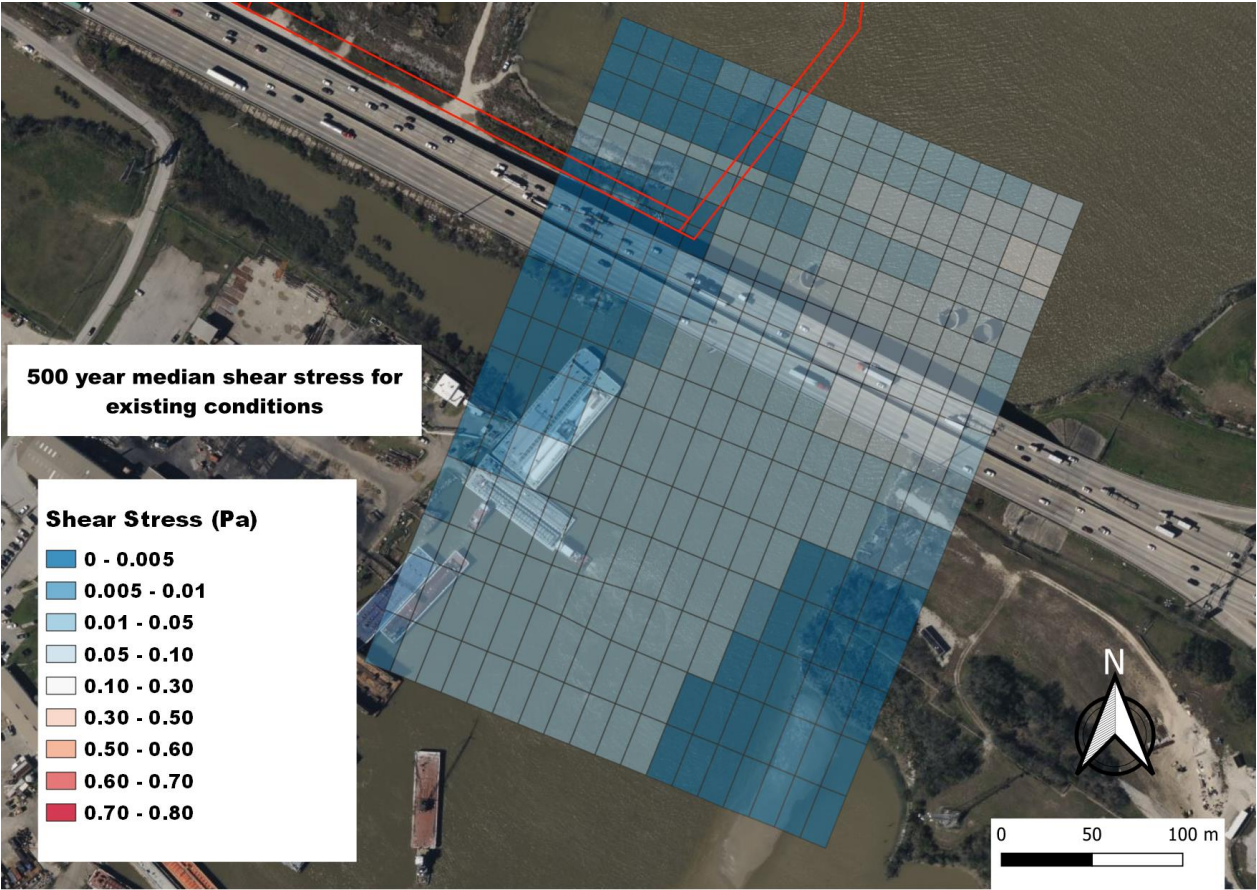 500 year median shear stress for
existing conditions
Shear Stress (Pa)
0 - 0.005
0.005 - 0.01
0.01 - 0.05
0.05 - 0.10
0.10 - 0.30
0.30 - 0.50
0.50 - 0.60
0.60 - 0.70
0.70 - 0.80
N
0 50 100 m